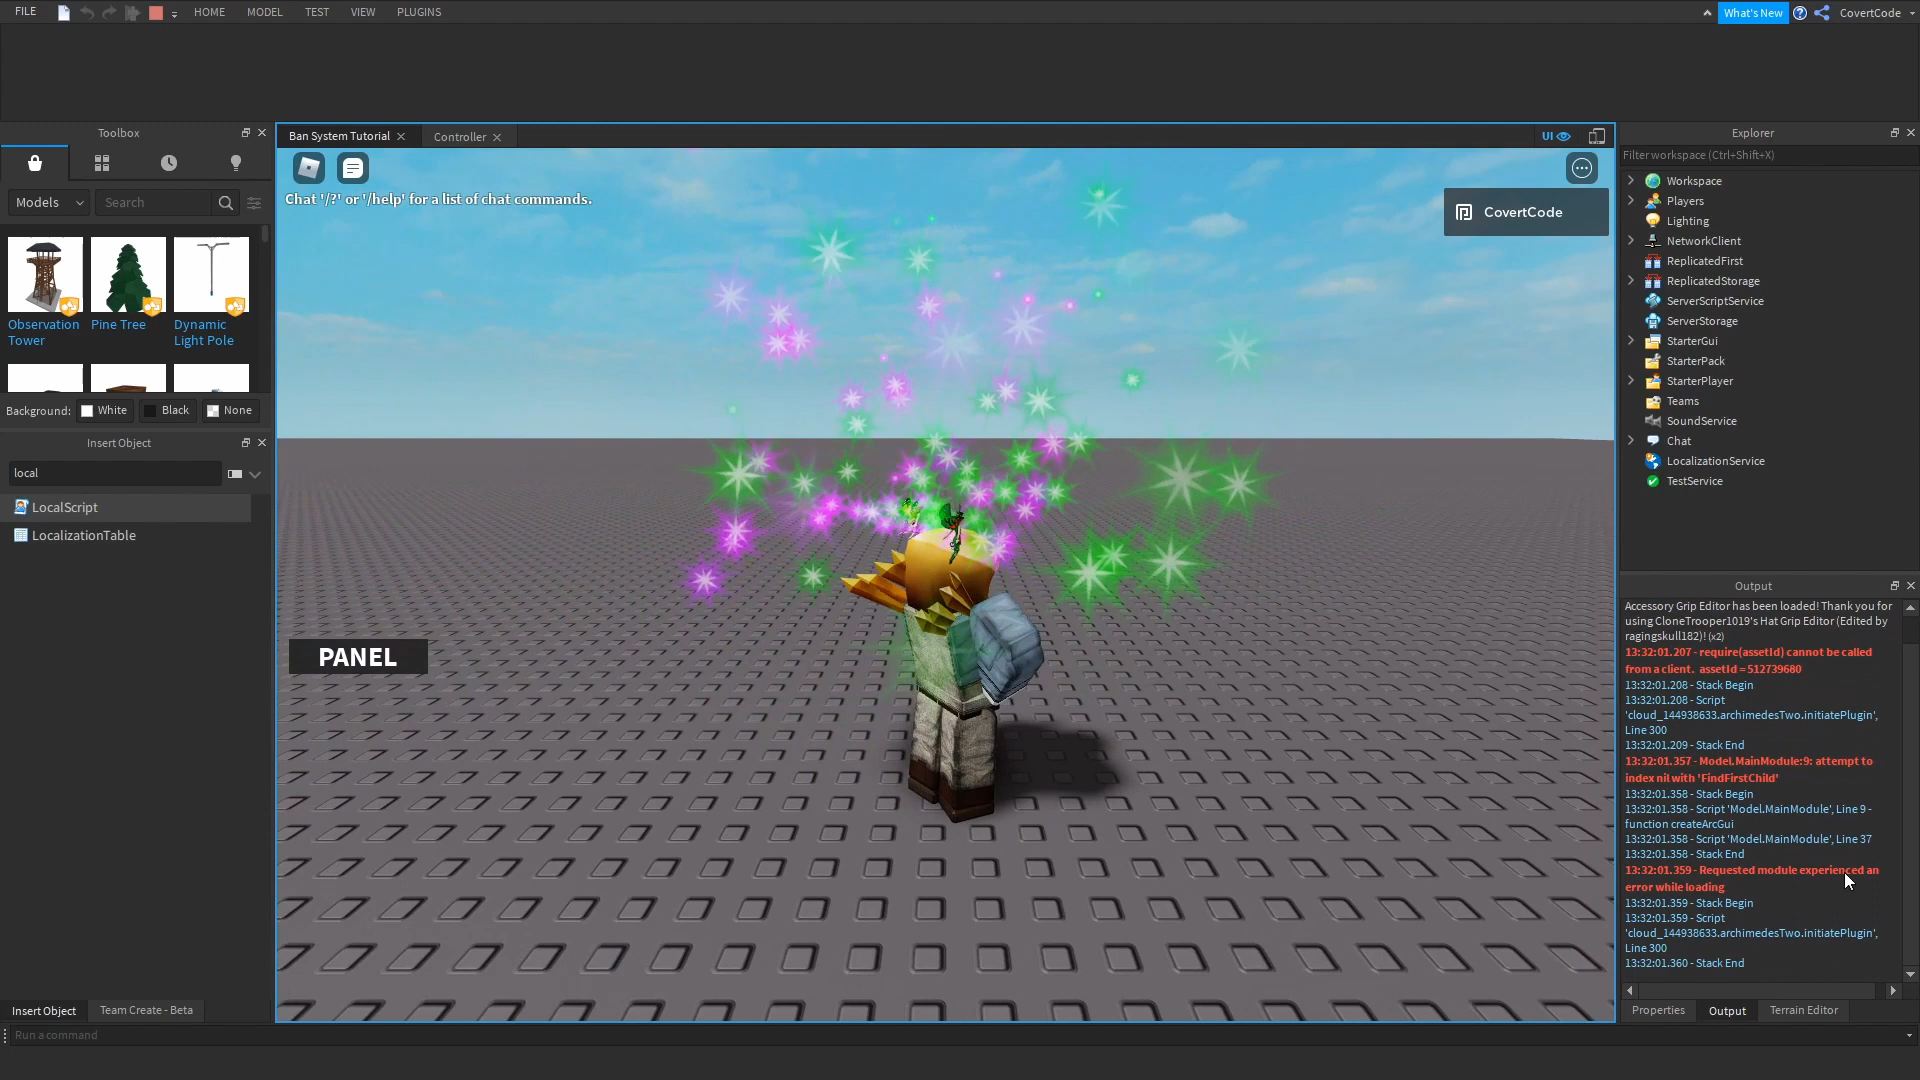 FILE
HOME
MODEL
TEST
VIEW
PLUGINS
What's New
CovertCode
Toolbox
Models
Search
Observation Tower
Pine Tree
Dynamic Light Pole
Background:
White
Black
None
Insert Object
local
LocalScript
LocalizationTable
Insert Object
Team Create - Beta
Run a command
Ban System Tutorial
Controller
UI
Chat '/?' or '/help' for a list of chat commands.
CovertCode
PANEL
Explorer
Filter workspace (Ctrl+Shift+X)
Workspace
Players
Lighting
NetworkClient
ReplicatedFirst
ReplicatedStorage
ServerScriptService
ServerStorage
StarterGui
StarterPack
StarterPlayer
Teams
SoundService
Chat
LocalizationService
TestService
Output
Accessory Grip Editor has been loaded! Thank you for
using CloneTrooper1019's Hat Grip Editor (Edited by
ragingskull182)! (x2)
13:32:01.207 - require(assetId) cannot be called
from a client. assetId = 512739680
13:32:01.208 - Stack Begin
13:32:01.208 - Script
'cloud_144938633.archimedesTwo.initiatePlugin',
Line 300
13:32:01.209 - Stack End
13:32:01.357 - Model.MainModule:9: attempt to
index nil with 'FindFirstChild'
13:32:01.358 - Stack Begin
13:32:01.358 - Script 'Model.MainModule', Line 9 -
function createArcGui
13:32:01.358 - Script 'Model.MainModule', Line 37
13:32:01.358 - Stack End
13:32:01.359 - Requested module experienced an
error while loading
13:32:01.359 - Stack Begin
13:32:01.359 - Script
'cloud_144938633.archimedesTwo.initiatePlugin',
Line 300
13:32:01.360 - Stack End
Properties
Output
Terrain Editor